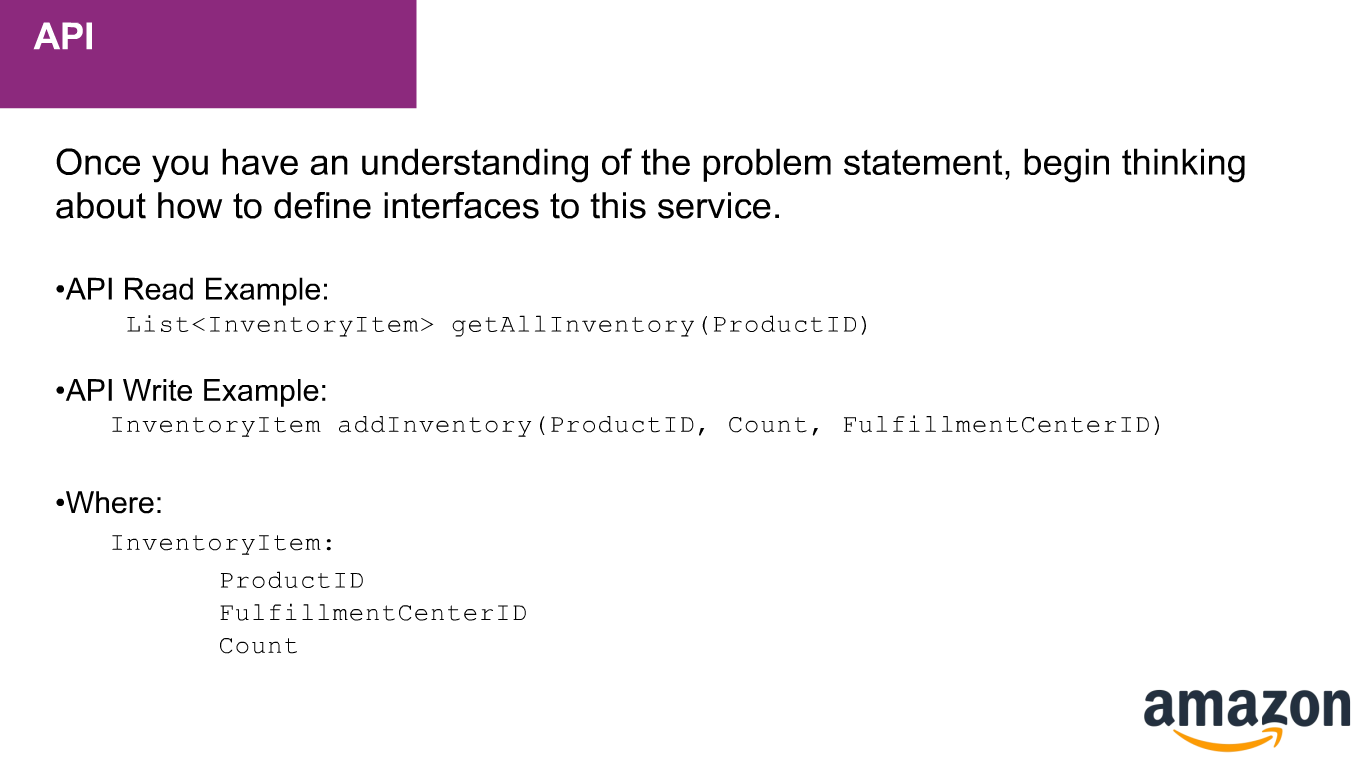 API
Once you have an understanding of the problem statement, begin thinking
about how to define interfaces to this service.
•API Read Example:
List<InventoryItem> getAllInventory(ProductID)
•API Write Example:
InventoryItem addInventory(ProductID, Count, FulfillmentCenterID)
•Where:
InventoryItem:
ProductID
FulfillmentCenterID
Count
amazon